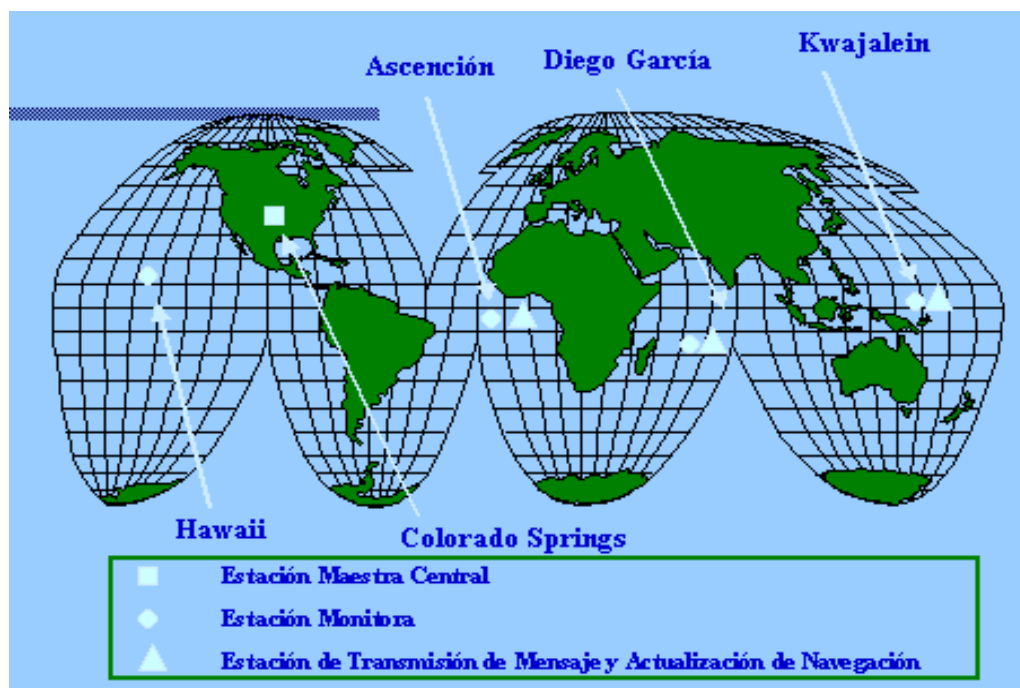 Kwajalein
Diego García
Ascención
Hawaii
Colorado Springs
Estación Maestra Central
Estación Monitora
Estación de Transmisión de Mensaje y Actualización de Navegación